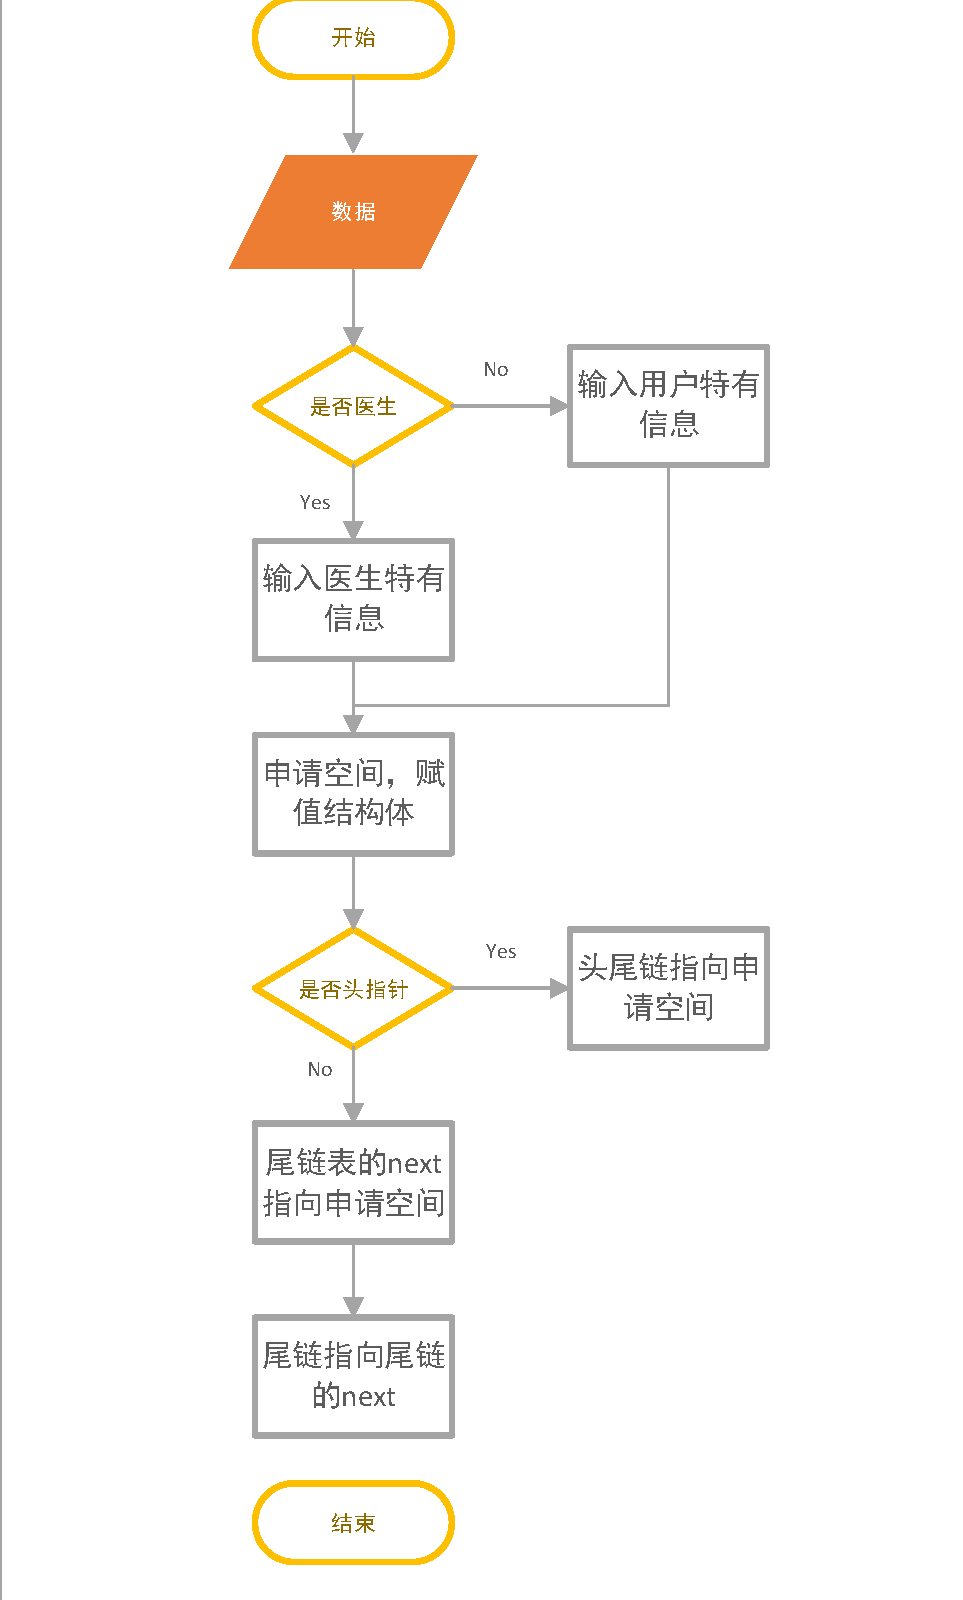 开始
数据
是否医生
No
输入用户特有
信息
Yes
输入医生特有
信息
申请空间，赋
值结构体
是否头指针
Yes
头尾链指向申
请空间
No
尾链表的next
指向申请空间
尾链指向尾链
的next
结束